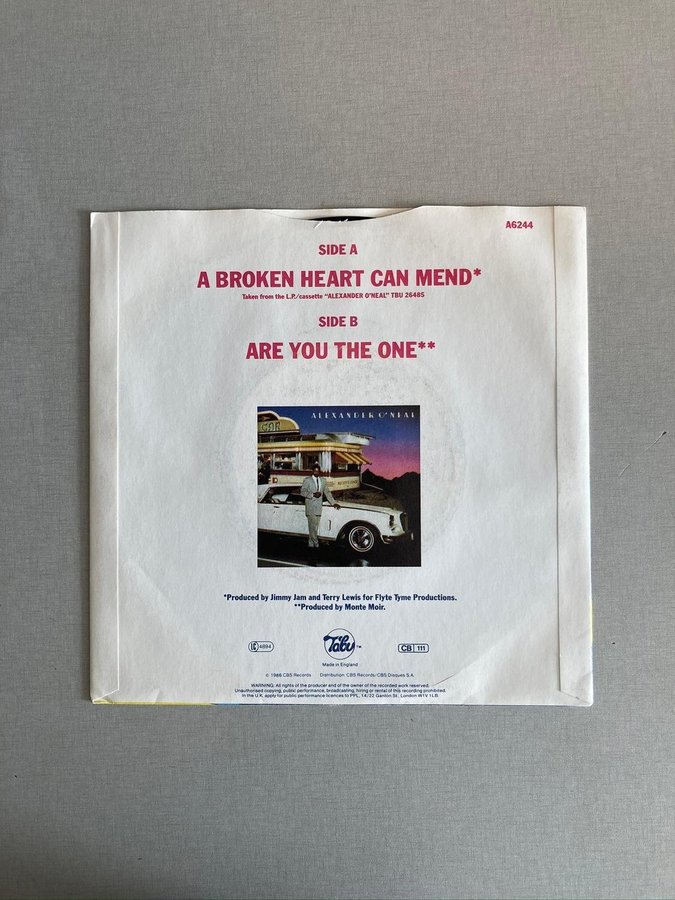 A6244
SIDE A
A BROKEN HEART CAN MEND*
Taken from the L.P./cassette "ALEXANDER O'NEAL" TBU 26485
SIDE B
ARE YOU THE ONE**
ALEXANDER O'NEAL
*Produced by Jimmy Jam and Terry Lewis for Flyte Tyme Productions.
**Produced by Monte Moir.
LC 4894
Tabu™
CB 111
Made in England
© 1986 CBS Records Distribution: CBS Records/CBS Disques S.A.
WARNING: All rights of the producer and of the owner of the recorded work reserved.
Unauthorised copying, public performance, broadcasting, hiring or rental of this recording prohibited.
In the U.K. apply for public performance licences to PPL, 14/22 Ganton St., London W1V 1LB.